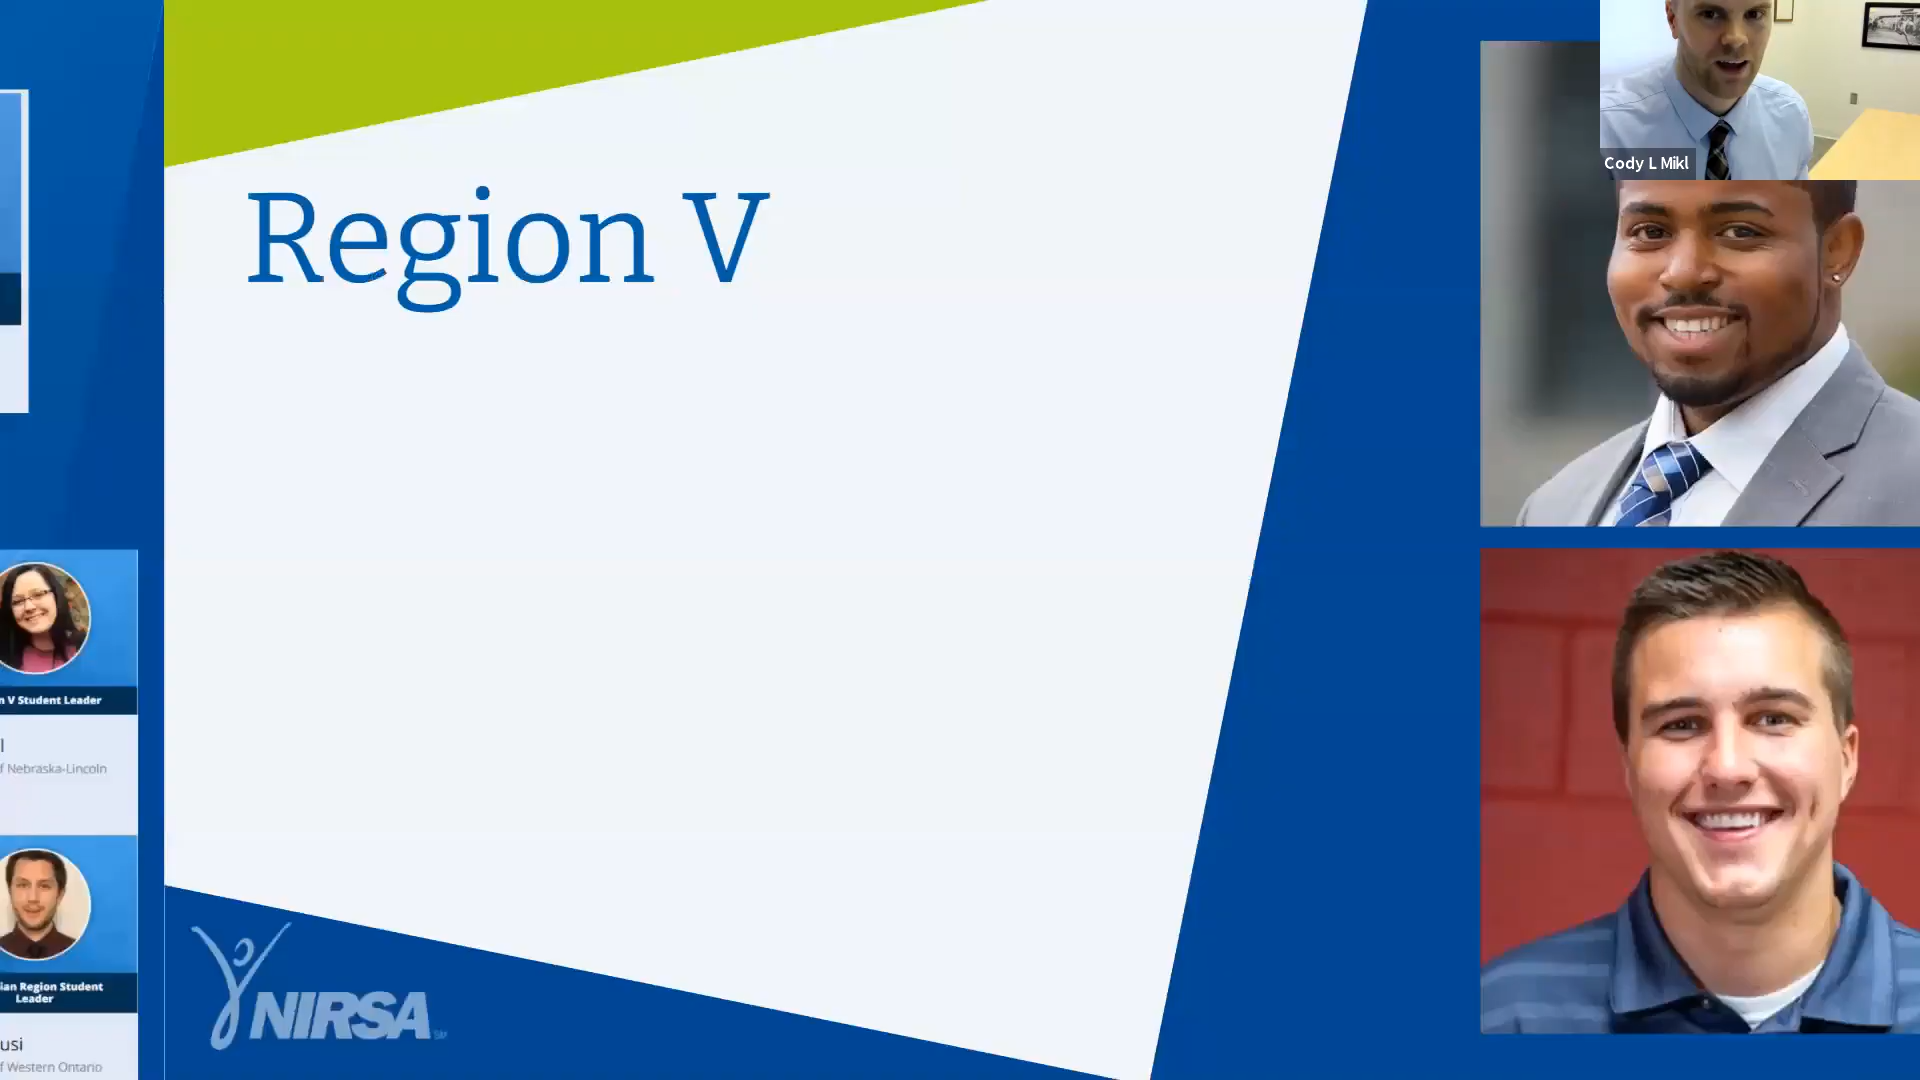 Region V
Cody L Mikl
n V Student Leader
l
f Nebraska-Lincoln
ian Region Student
Leader
usi
f Western Ontario
NIRSA